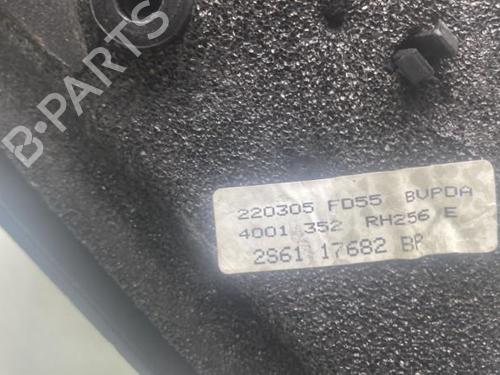 B-PARTS
220305 FD55 BVPDA
4001 352 RH256 E
2S61 17682 BP